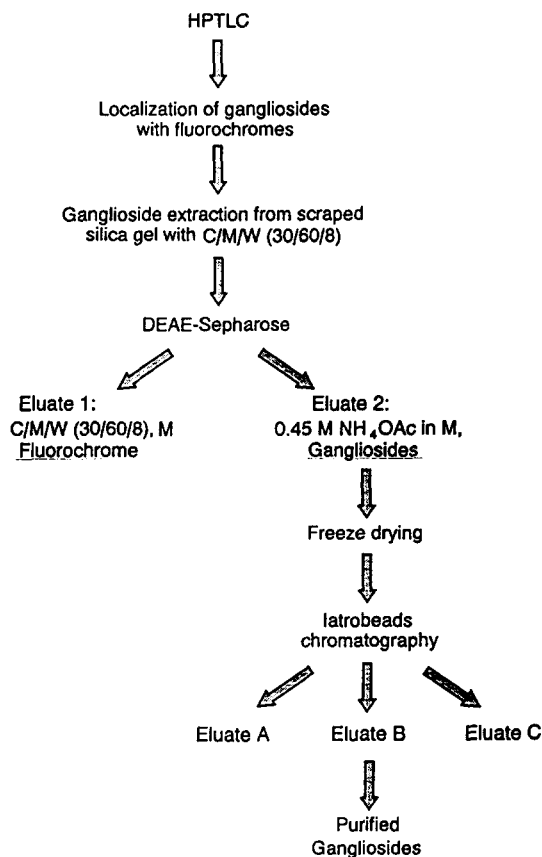 HPTLC
Localization of gangliosides
with fluorochromes
Ganglioside extraction from scraped
silica gel with C/M/W (30/60/8)
DEAE-Sepharose
Eluate 1:
C/M/W (30/60/8), M
Fluorochrome
Eluate 2:
0.45 M NH₄OAc in M,
Gangliosides
Freeze drying
Iatrobeads
chromatography
Eluate A
Eluate B
Eluate C
Purified
Gangliosides